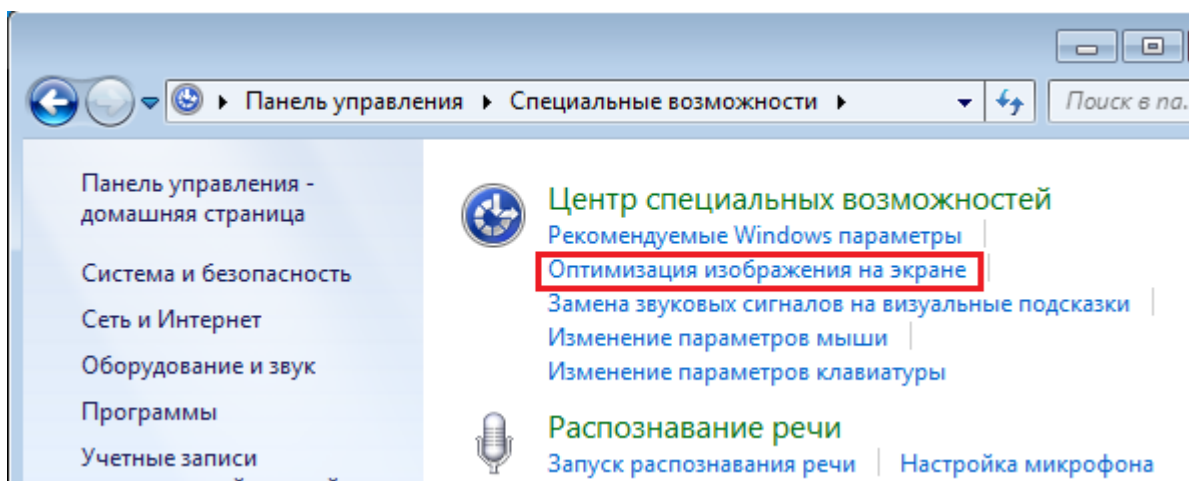 Панель управления ▸ Специальные возможности ▸
Поиск в па...
Панель управления -
домашняя страница
Система и безопасность
Сеть и Интернет
Оборудование и звук
Программы
Учетные записи
Центр специальных возможностей
Рекомендуемые Windows параметры
Оптимизация изображения на экране
Замена звуковых сигналов на визуальные подсказки
Изменение параметров мыши
Изменение параметров клавиатуры
Распознавание речи
Запуск распознавания речи | Настройка микрофона